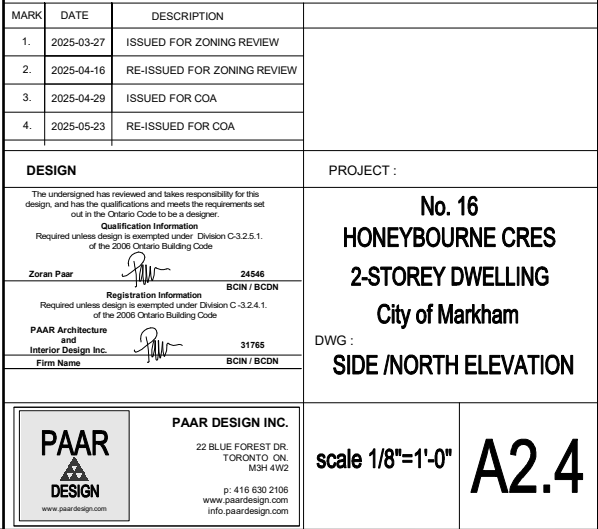 MARK DATE DESCRIPTION
1. 2025-03-27 ISSUED FOR ZONING REVIEW
2. 2025-04-16 RE-ISSUED FOR ZONING REVIEW
3. 2025-04-29 ISSUED FOR COA
4. 2025-05-23 RE-ISSUED FOR COA
DESIGN
The undersigned has reviewed and takes responsibility for this
design, and has the qualifications and meets the requirements set
out in the Ontario Code to be a designer.
Qualification Information
Required unless design is exempted under Division C-3.2.5.1.
of the 2006 Ontario Building Code
Zoran Paar 24546
BCIN / BCDN
Registration Information
Required unless design is exempted under Division C -3.2.4.1.
of the 2006 Ontario Building Code
PAAR Architecture
and
Interior Design Inc. 31765
Firm Name BCIN / BCDN
PROJECT :
No. 16
HONEYBOURNE CRES
2-STOREY DWELLING
City of Markham
DWG :
SIDE /NORTH ELEVATION
PAAR
DESIGN
www.paardesign.com
PAAR DESIGN INC.
22 BLUE FOREST DR.
TORONTO ON.
M3H 4W2
p: 416 630 2106
www.paardesign.com
info.paardesign.com
scale 1/8"=1'-0"
A2.4